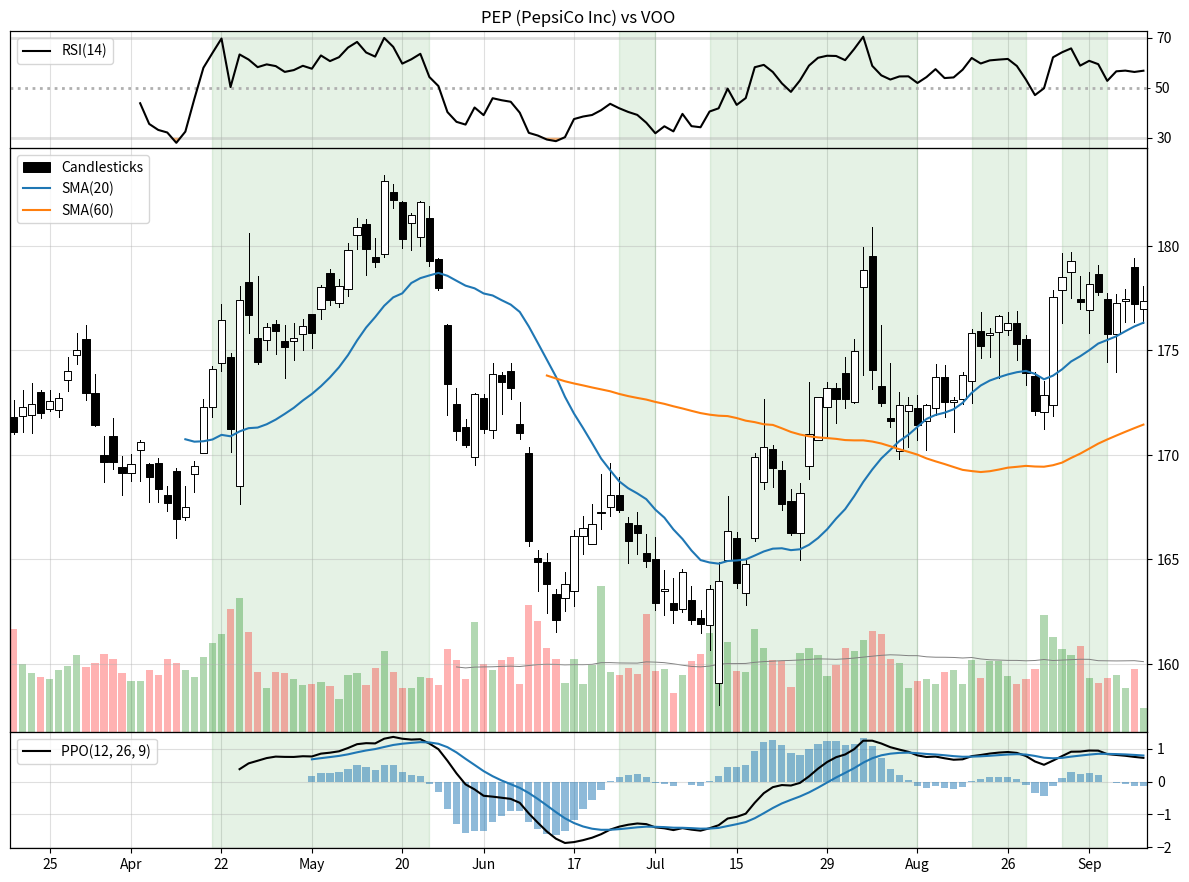 PEP (PepsiCo Inc) vs VOO
RSI(14)
70
50
30
Candlesticks
SMA(20)
SMA(60)
180
175
170
165
160
PPO(12, 26, 9)
1
0
−1
−2
25 Apr 22 May 20 Jun 17 Jul 15 29 Aug 26 Sep